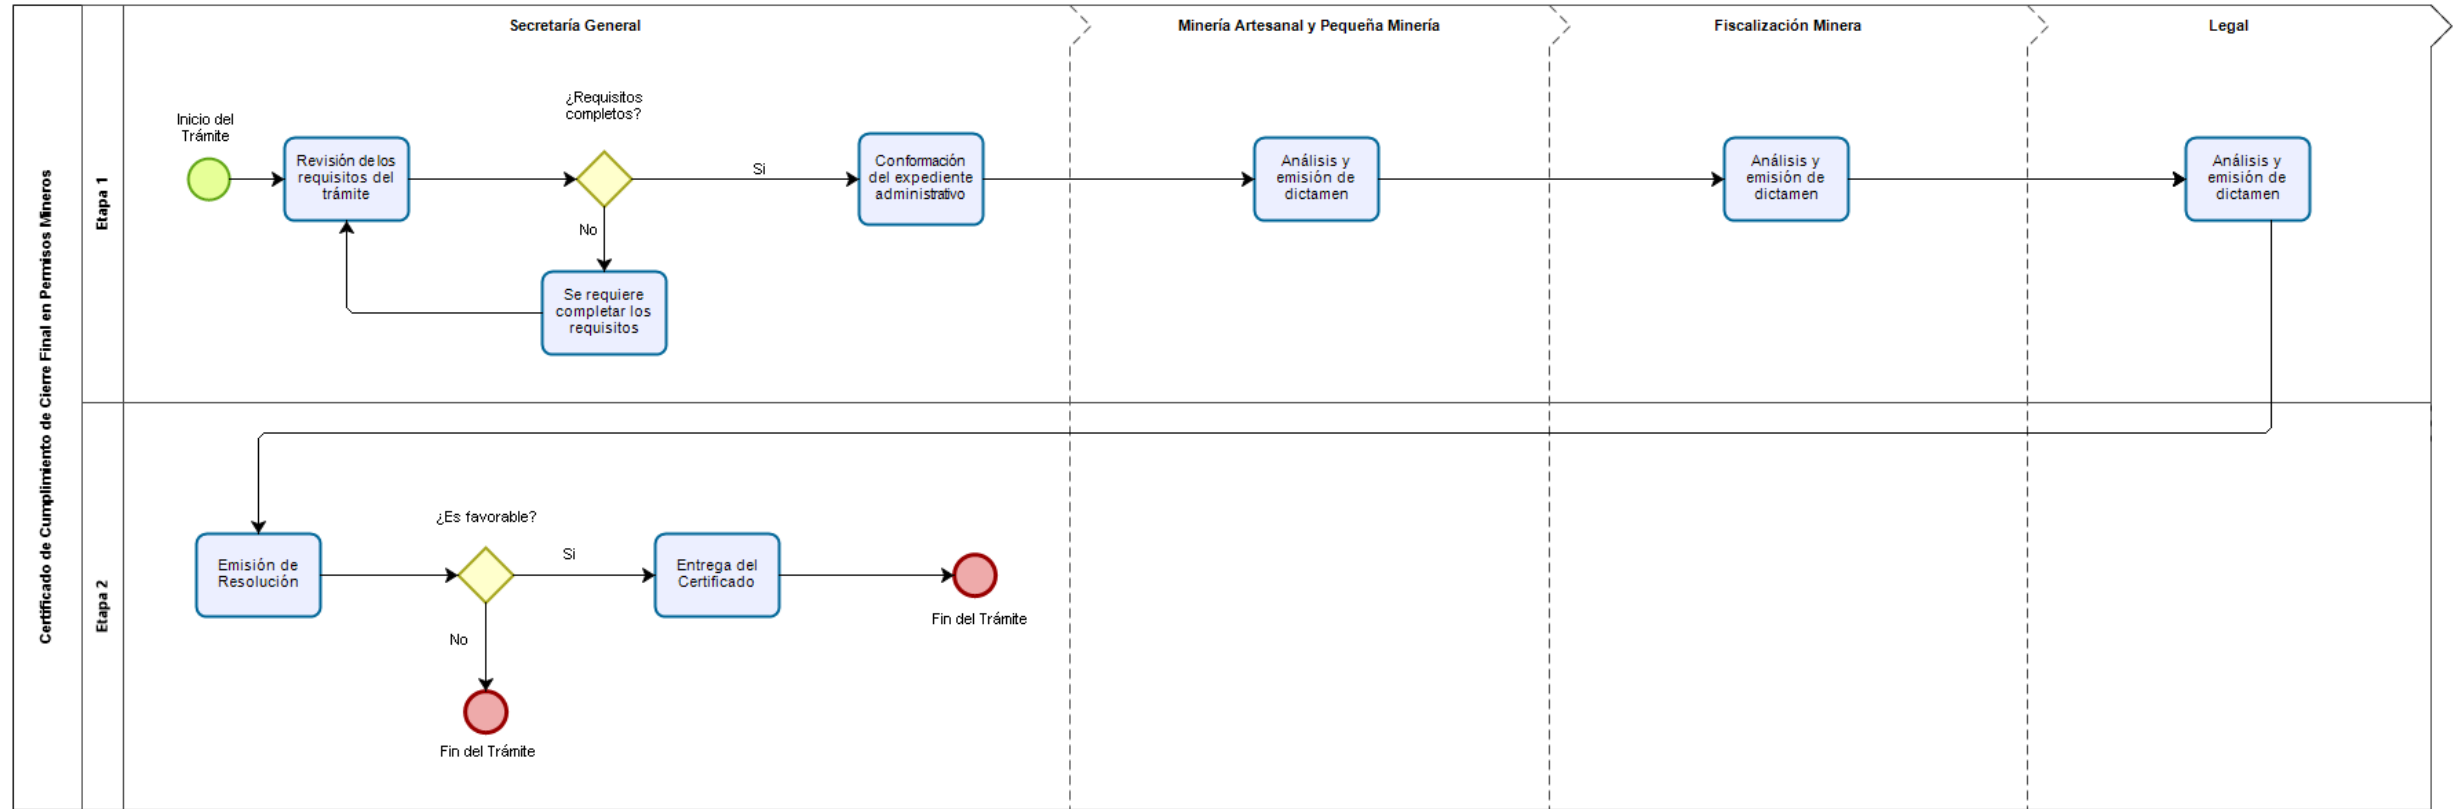 Certificado de Cumplimiento de Cierre Final en Permisos Mineros
Secretaría General
Minería Artesanal y Pequeña Minería
Fiscalización Minera
Legal
Etapa 1
Inicio del
Trámite
Revisión de los
requisitos del
trámite
¿Requisitos
completos?
Si
No
Se requiere
completar los
requisitos
Conformación
del expediente
administrativo
Análisis y
emisión de
dictamen
Análisis y
emisión de
dictamen
Análisis y
emisión de
dictamen
Etapa 2
Emisión de
Resolución
¿Es favorable?
Si
No
Entrega del
Certificado
Fin del Trámite
Fin del Trámite